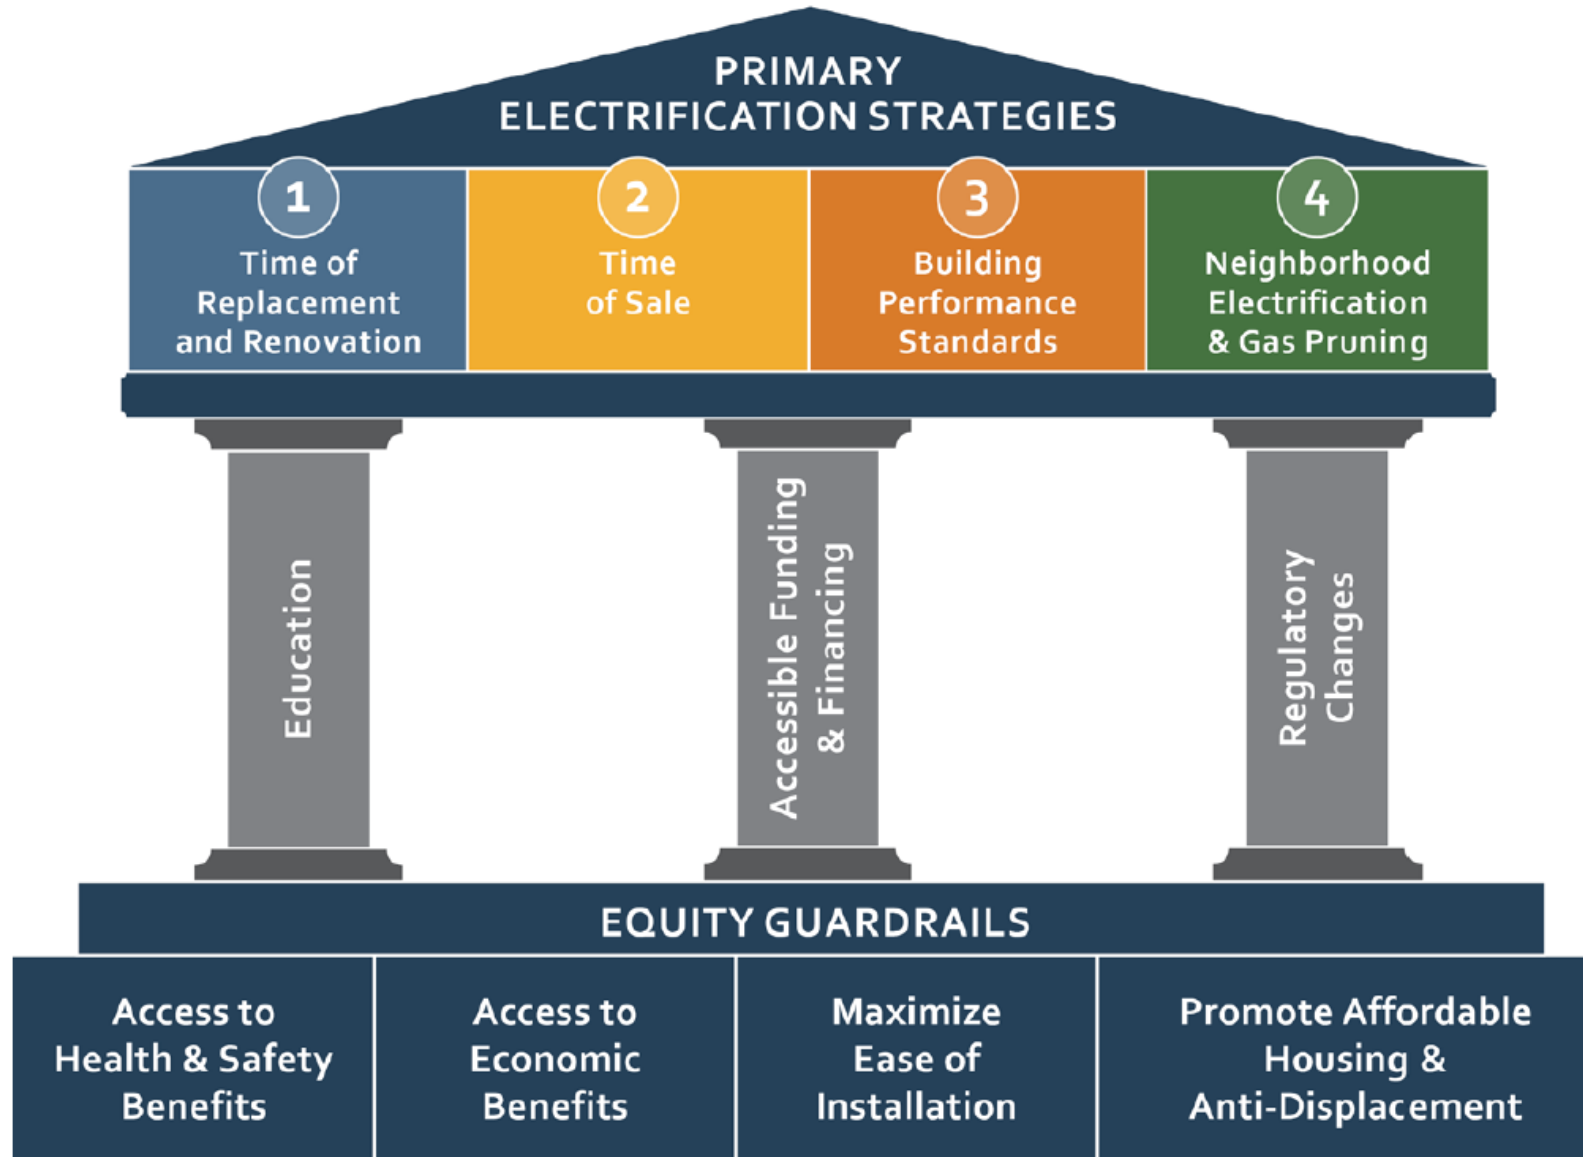 PRIMARY
ELECTRIFICATION STRATEGIES
1
Time of
Replacement
and Renovation
2
Time
of Sale
3
Building
Performance
Standards
4
Neighborhood
Electrification
& Gas Pruning
Education
Accessible Funding
& Financing
Regulatory
Changes
EQUITY GUARDRAILS
Access to
Health & Safety
Benefits
Access to
Economic
Benefits
Maximize
Ease of
Installation
Promote Affordable
Housing &
Anti-Displacement